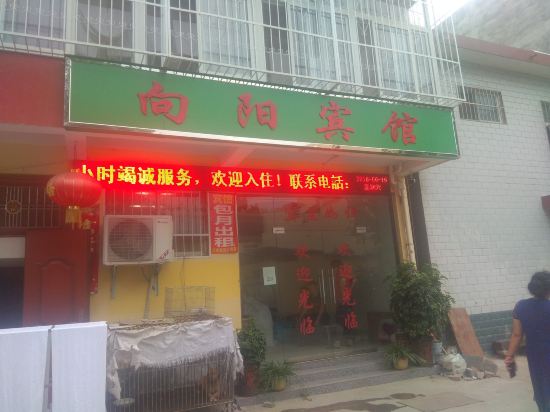 向阳宾馆
小时竭诚服务，欢迎入住！联系电话：
宾馆
包月出租
欢迎光临
欢迎光临